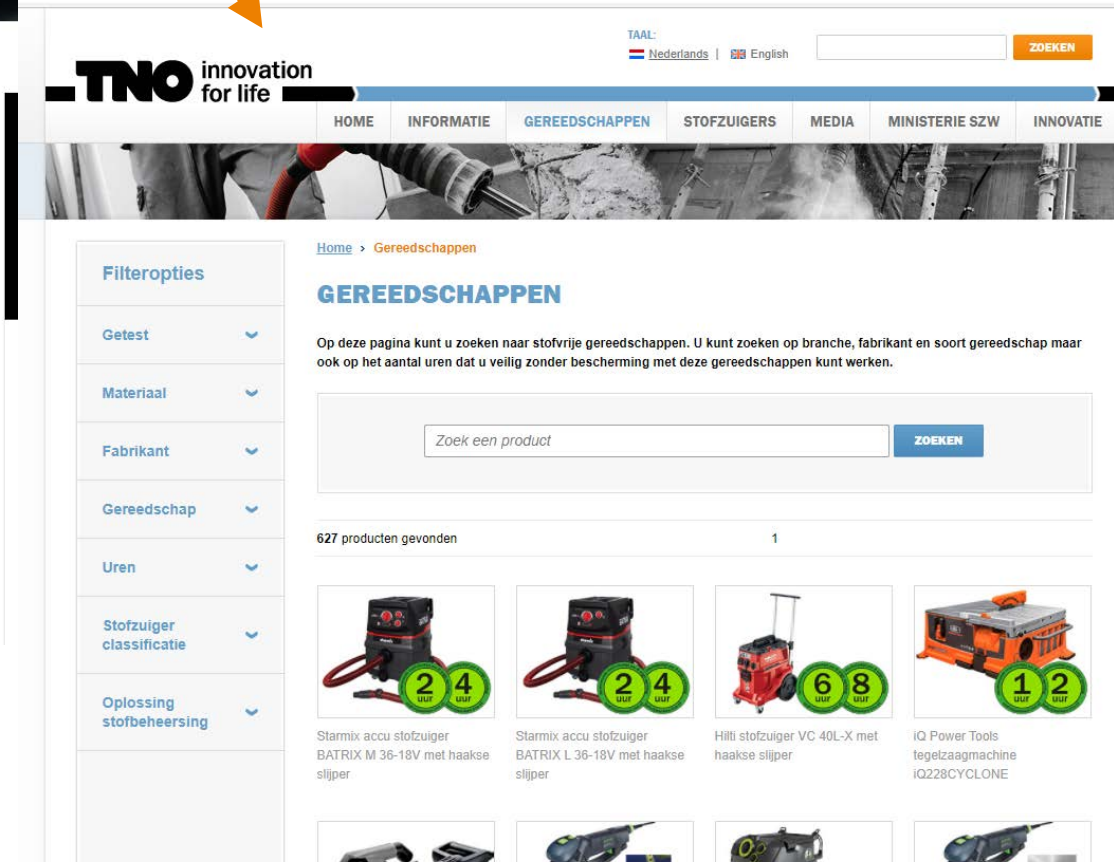 TAAL:
Nederlands | English
ZOEKEN
TNO innovation
for life
HOME INFORMATIE GEREEDSCHAPPEN STOFZUIGERS MEDIA MINISTERIE SZW INNOVATIE
Home › Gereedschappen
Filteropties
Getest
Materiaal
Fabrikant
Gereedschap
Uren
Stofzuiger
classificatie
Oplossing
stofbeheersing
GEREEDSCHAPPEN
Op deze pagina kunt u zoeken naar stofvrije gereedschappen. U kunt zoeken op branche, fabrikant en soort gereedschap maar
ook op het aantal uren dat u veilig zonder bescherming met deze gereedschappen kunt werken.
Zoek een product
ZOEKEN
627 producten gevonden 1
2 uur 4 uur
Starmix accu stofzuiger
BATRIX M 36-18V met haakse
slijper
2 uur 4 uur
Starmix accu stofzuiger
BATRIX L 36-18V met haakse
slijper
6 uur 8 uur
Hilti stofzuiger VC 40L-X met
haakse slijper
1 uur 2 uur
iQ Power Tools
tegelzaagmachine
iQ228CYCLONE